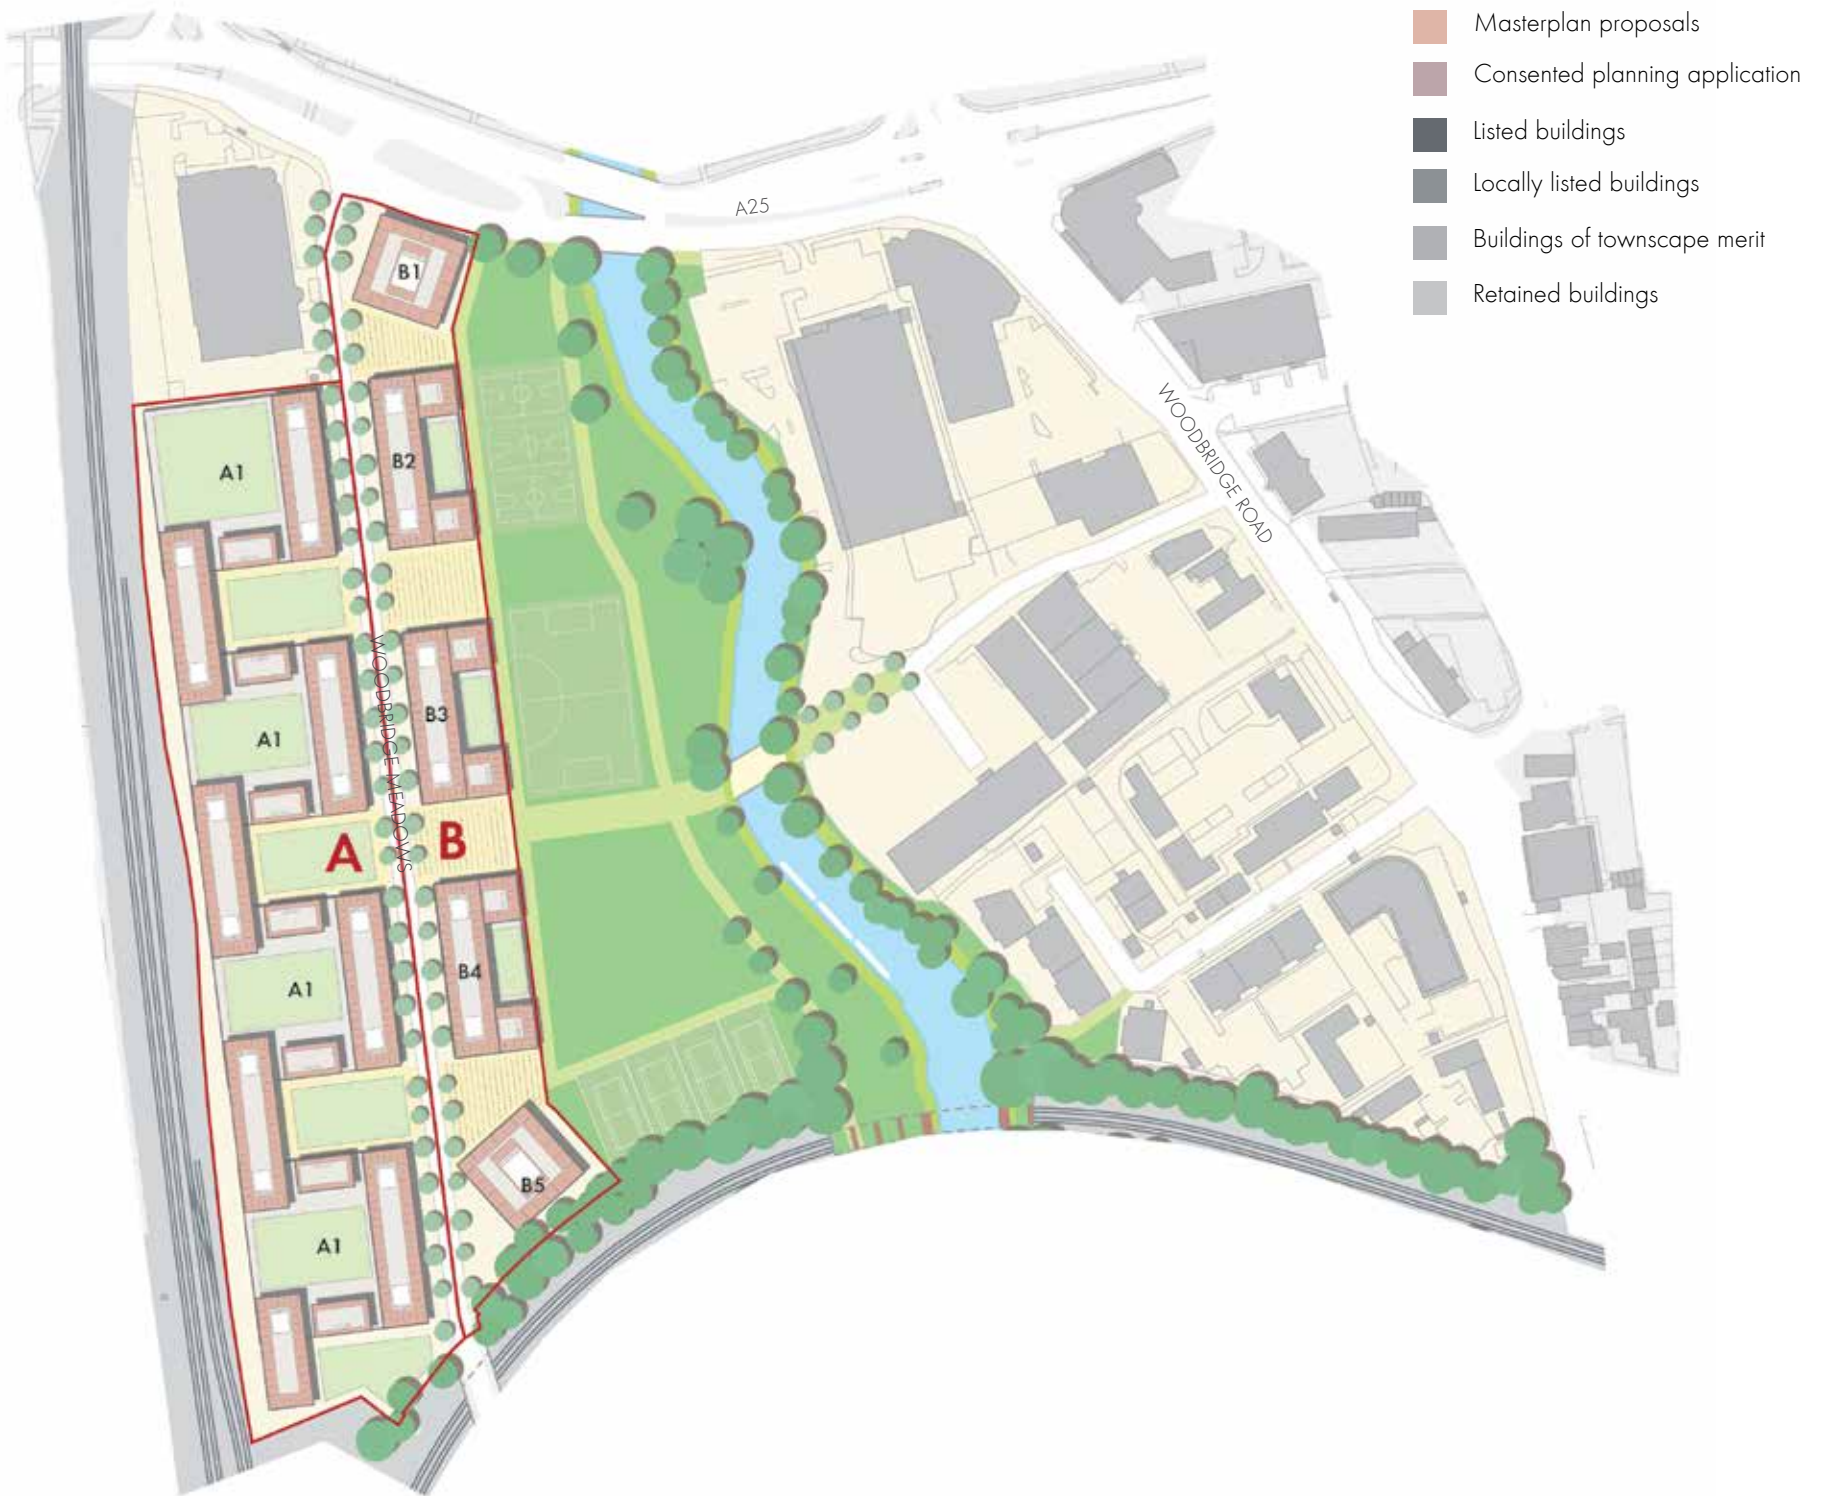 Masterplan proposals
Consented planning application
Listed buildings
Locally listed buildings
Buildings of townscape merit
Retained buildings
A25
B1
WOODBRIDGE ROAD
A1
B2
WOODBRIDGE MEADOWS
B3
A1
A
B
B4
A1
B5
A1